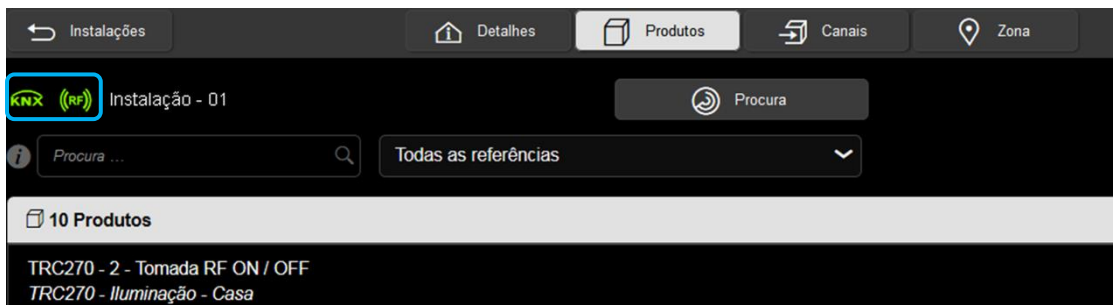 Instalações Detalhes Produtos Canais Zona
KNX ((RF)) Instalação - 01 Procura
i Procura ... Todas as referências
10 Produtos
TRC270 - 2 - Tomada RF ON / OFF
TRC270 - Iluminação - Casa